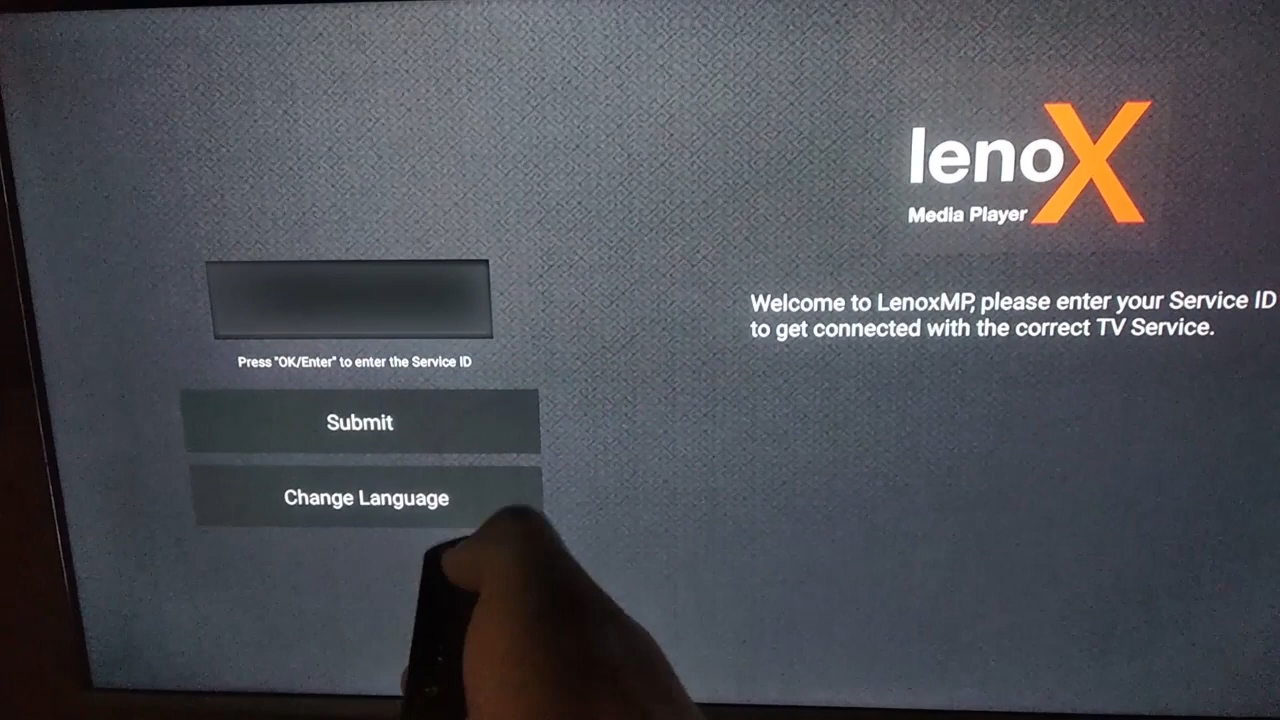 lenoX
Media Player
Welcome to LenoxMP, please enter your Service ID
to get connected with the correct TV Service.
Press "OK/Enter" to enter the Service ID
Submit
Change Language